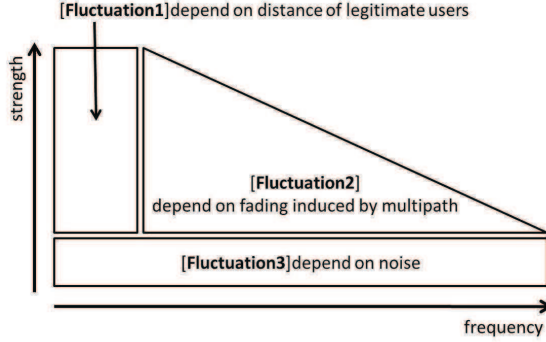 [Fluctuation1]depend on distance of legitimate users
strength
[Fluctuation2]
depend on fading induced by multipath
[Fluctuation3]depend on noise
frequency